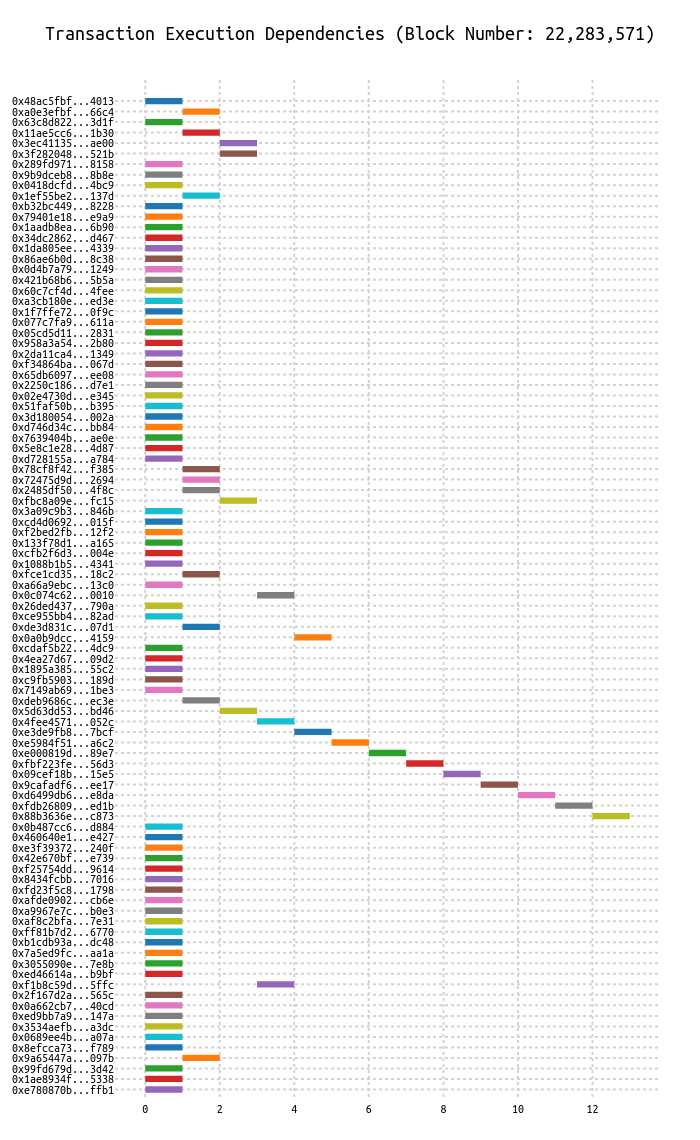 Transaction Execution Dependencies (Block Number: 22,283,571)
0x48ac5fbf...4013
0xa0e3efbf...66c4
0x63c8d822...3d1f
0x11ae5cc6...1b30
0x3ec41135...ae00
0x3f282048...521b
0x289fd971...8158
0x9b9dceb8...8b8e
0x0418dcfd...4bc9
0x1ef55be2...137d
0xb32bc449...8228
0x79401e18...e9a9
0x1aadb8ea...6b90
0x34dc2862...d467
0x1da805ee...4339
0x86ae6b0d...8c38
0x0d4b7a79...1249
0x421b68b6...5b5a
0x60c7cf4d...4fee
0xa3cb180e...ed3e
0x1f7ffe72...0f9c
0x077c7fa9...611a
0x05cd5d11...2831
0x958a3a54...2b80
0x2da11ca4...1349
0xf34864ba...067d
0x65db6097...ee08
0x2250c186...d7e1
0x02e4730d...e345
0x51faf50b...b395
0x3d180054...002a
0xd746d34c...bb84
0x7639404b...ae0e
0x5e8c1e28...4d87
0xd728155a...a784
0x78cf8f42...f385
0x72475d9d...2694
0x2485df50...4f8c
0xfbc8a09e...fc15
0x3a09c9b3...846b
0xcd4d0692...015f
0xf2bed2fb...12f2
0x133f78d1...a165
0xcfb2f6d3...004e
0x1088b1b5...4341
0xfce1cd35...18c2
0xa66a9ebc...13c0
0x0c074c62...0010
0x26ded437...790a
0xce955bb4...82ad
0xde3d831c...07d1
0x0a0b9dcc...4159
0xcdaf5b22...4dc9
0x4ea27d67...09d2
0x1895a385...55c2
0xc9fb5903...189d
0x7149ab69...1be3
0xdeb9686c...ec3e
0x5d63dd53...bd46
0x4fee4571...052c
0xe3de9fb8...7bcf
0xe5984f51...a6c2
0xe000819d...89e7
0xfbf223fe...56d3
0x09cef18b...15e5
0x9cafadf6...ee17
0xd6499db6...e8da
0xfdb26809...ed1b
0x88b3636e...c873
0x0b487cc6...d884
0x460640e1...e427
0xe3f39372...240f
0x42e670bf...e739
0xf25754dd...9614
0x8434fcbb...7016
0xfd23f5c8...1798
0xafde0902...cb6e
0xa9967e7c...b0e3
0xaf8c2bfa...7e31
0xff81b7d2...6770
0xb1cdb93a...dc48
0x7a5ed9fc...aa1a
0x3055090e...7e8b
0xed46614a...b9bf
0xf1b8c59d...5ffc
0x2f167d2a...565c
0x0a662cb7...40cd
0xed9bb7a9...147a
0x3534aefb...a3dc
0x0689ee4b...a07a
0x8efcca73...f789
0x9a65447a...097b
0x99fd679d...3d42
0x1ae8934f...5338
0xe780870b...ffb1
0 2 4 6 8 10 12